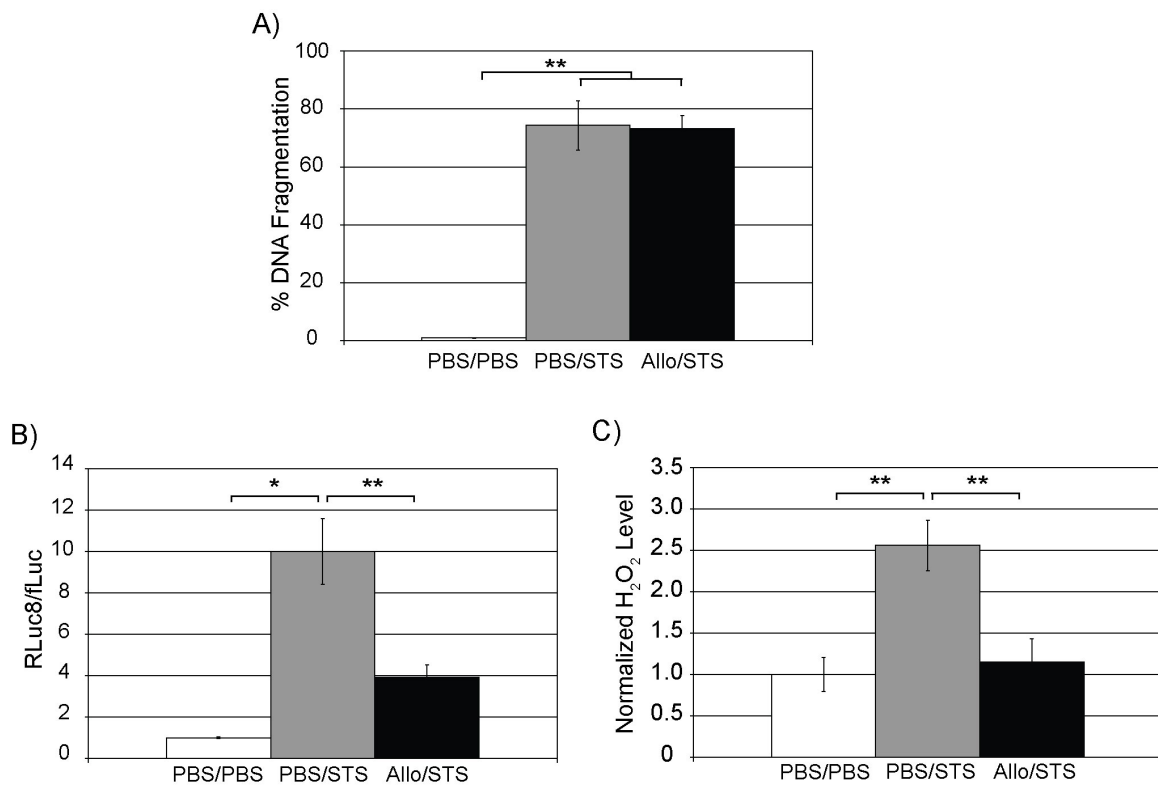 A)
% DNA Fragmentation
100
80
60
40
20
0
**
PBS/PBS PBS/STS Allo/STS
B)
RLuc8/fLuc
14
12
10
8
6
4
2
0
* **
PBS/PBS PBS/STS Allo/STS
C)
Normalized H₂O₂ Level
3.5
3.0
2.5
2.0
1.5
1.0
0.5
0
** **
PBS/PBS PBS/STS Allo/STS